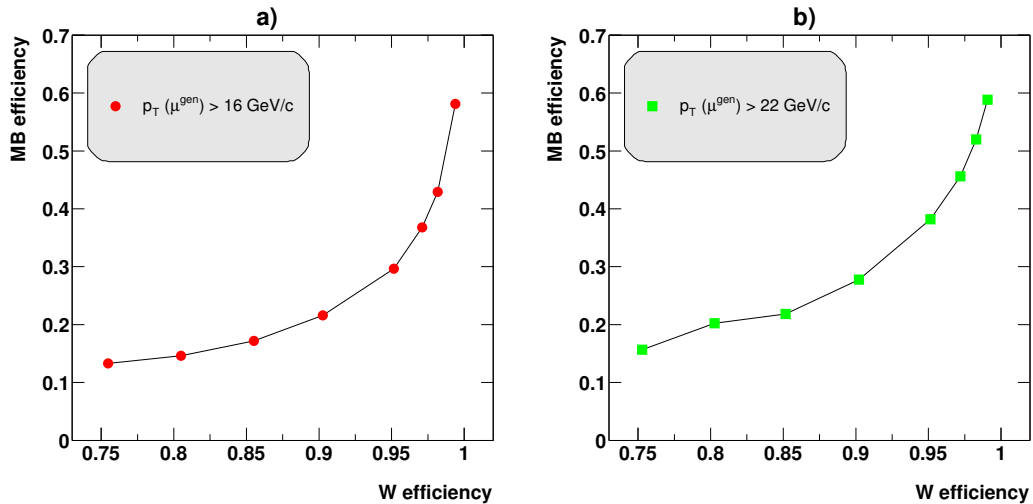 a)
MB efficiency
0.7
0.6
0.5
0.4
0.3
0.2
0.1
0
p_T (μ^gen) > 16 GeV/c
0.75 0.8 0.85 0.9 0.95 1
W efficiency
b)
MB efficiency
0.7
0.6
0.5
0.4
0.3
0.2
0.1
0
p_T (μ^gen) > 22 GeV/c
0.75 0.8 0.85 0.9 0.95 1
W efficiency